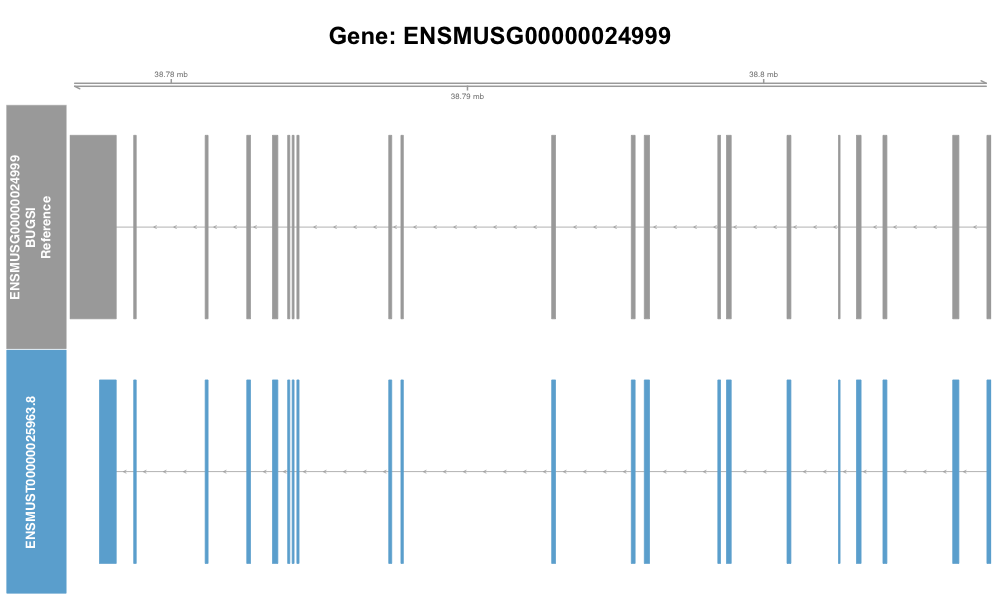 Gene: ENSMUSG00000024999
38.78 mb
38.8 mb
38.79 mb
ENSMUSG00000024999
BUGSI
Reference
ENSMUST00000025963.8